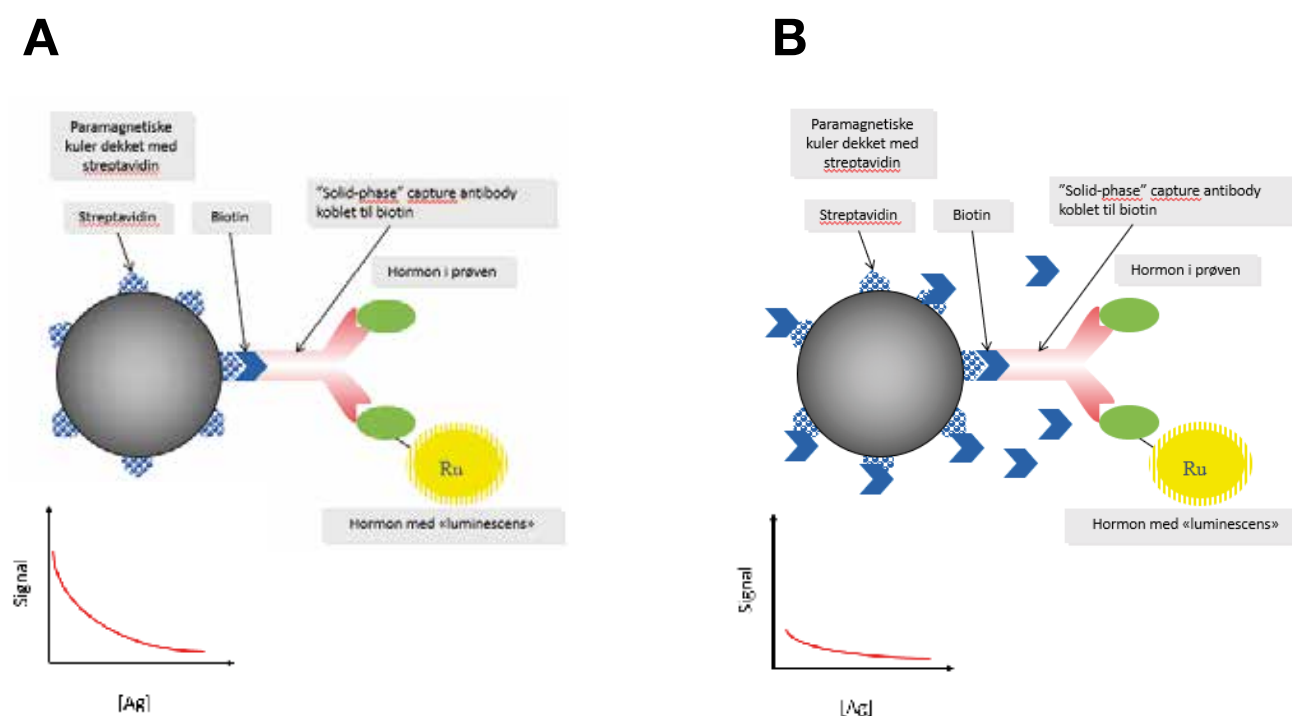 A
Paramagnetiske
kuler dekket med
streptavidin
"Solid-phase" capture antibody
koblet til biotin
Streptavidin
Biotin
Hormon i prøven
Ru
Hormon med «luminescens»
Signal
[Ag]
B
Paramagnetiske
kuler dekket med
streptavidin
"Solid-phase" capture antibody
koblet til biotin
Streptavidin
Biotin
Hormon i prøven
Ru
Hormon med «luminescens»
Signal
[Ag]